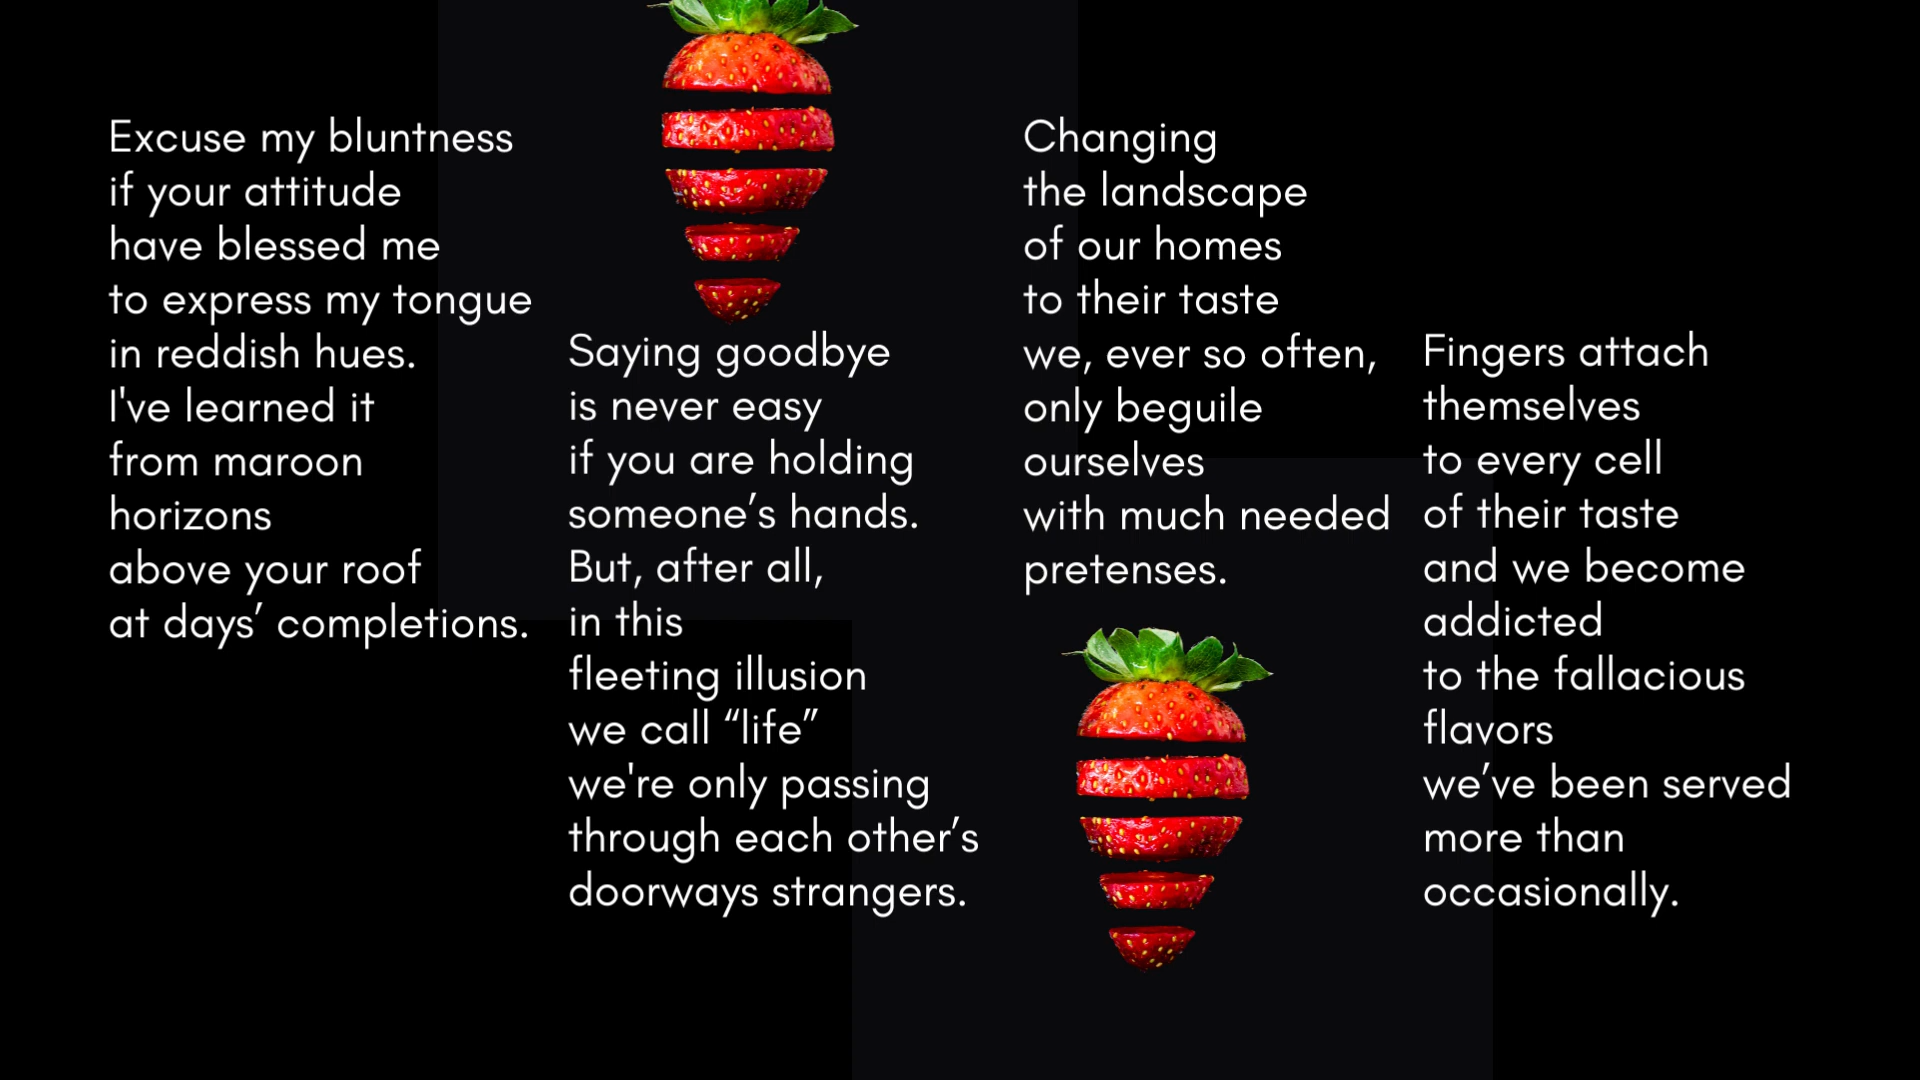 Excuse my bluntness
if your attitude
have blessed me
to express my tongue
in reddish hues.
I've learned it
from maroon
horizons
above your roof
at days’ completions.
Saying goodbye
is never easy
if you are holding
someone’s hands.
But, after all,
in this
fleeting illusion
we call “life”
we're only passing
through each other’s
doorways strangers.
Changing
the landscape
of our homes
to their taste
we, ever so often,
only beguile
ourselves
with much needed
pretenses.
Fingers attach
themselves
to every cell
of their taste
and we become
addicted
to the fallacious
flavors
we’ve been served
more than
occasionally.